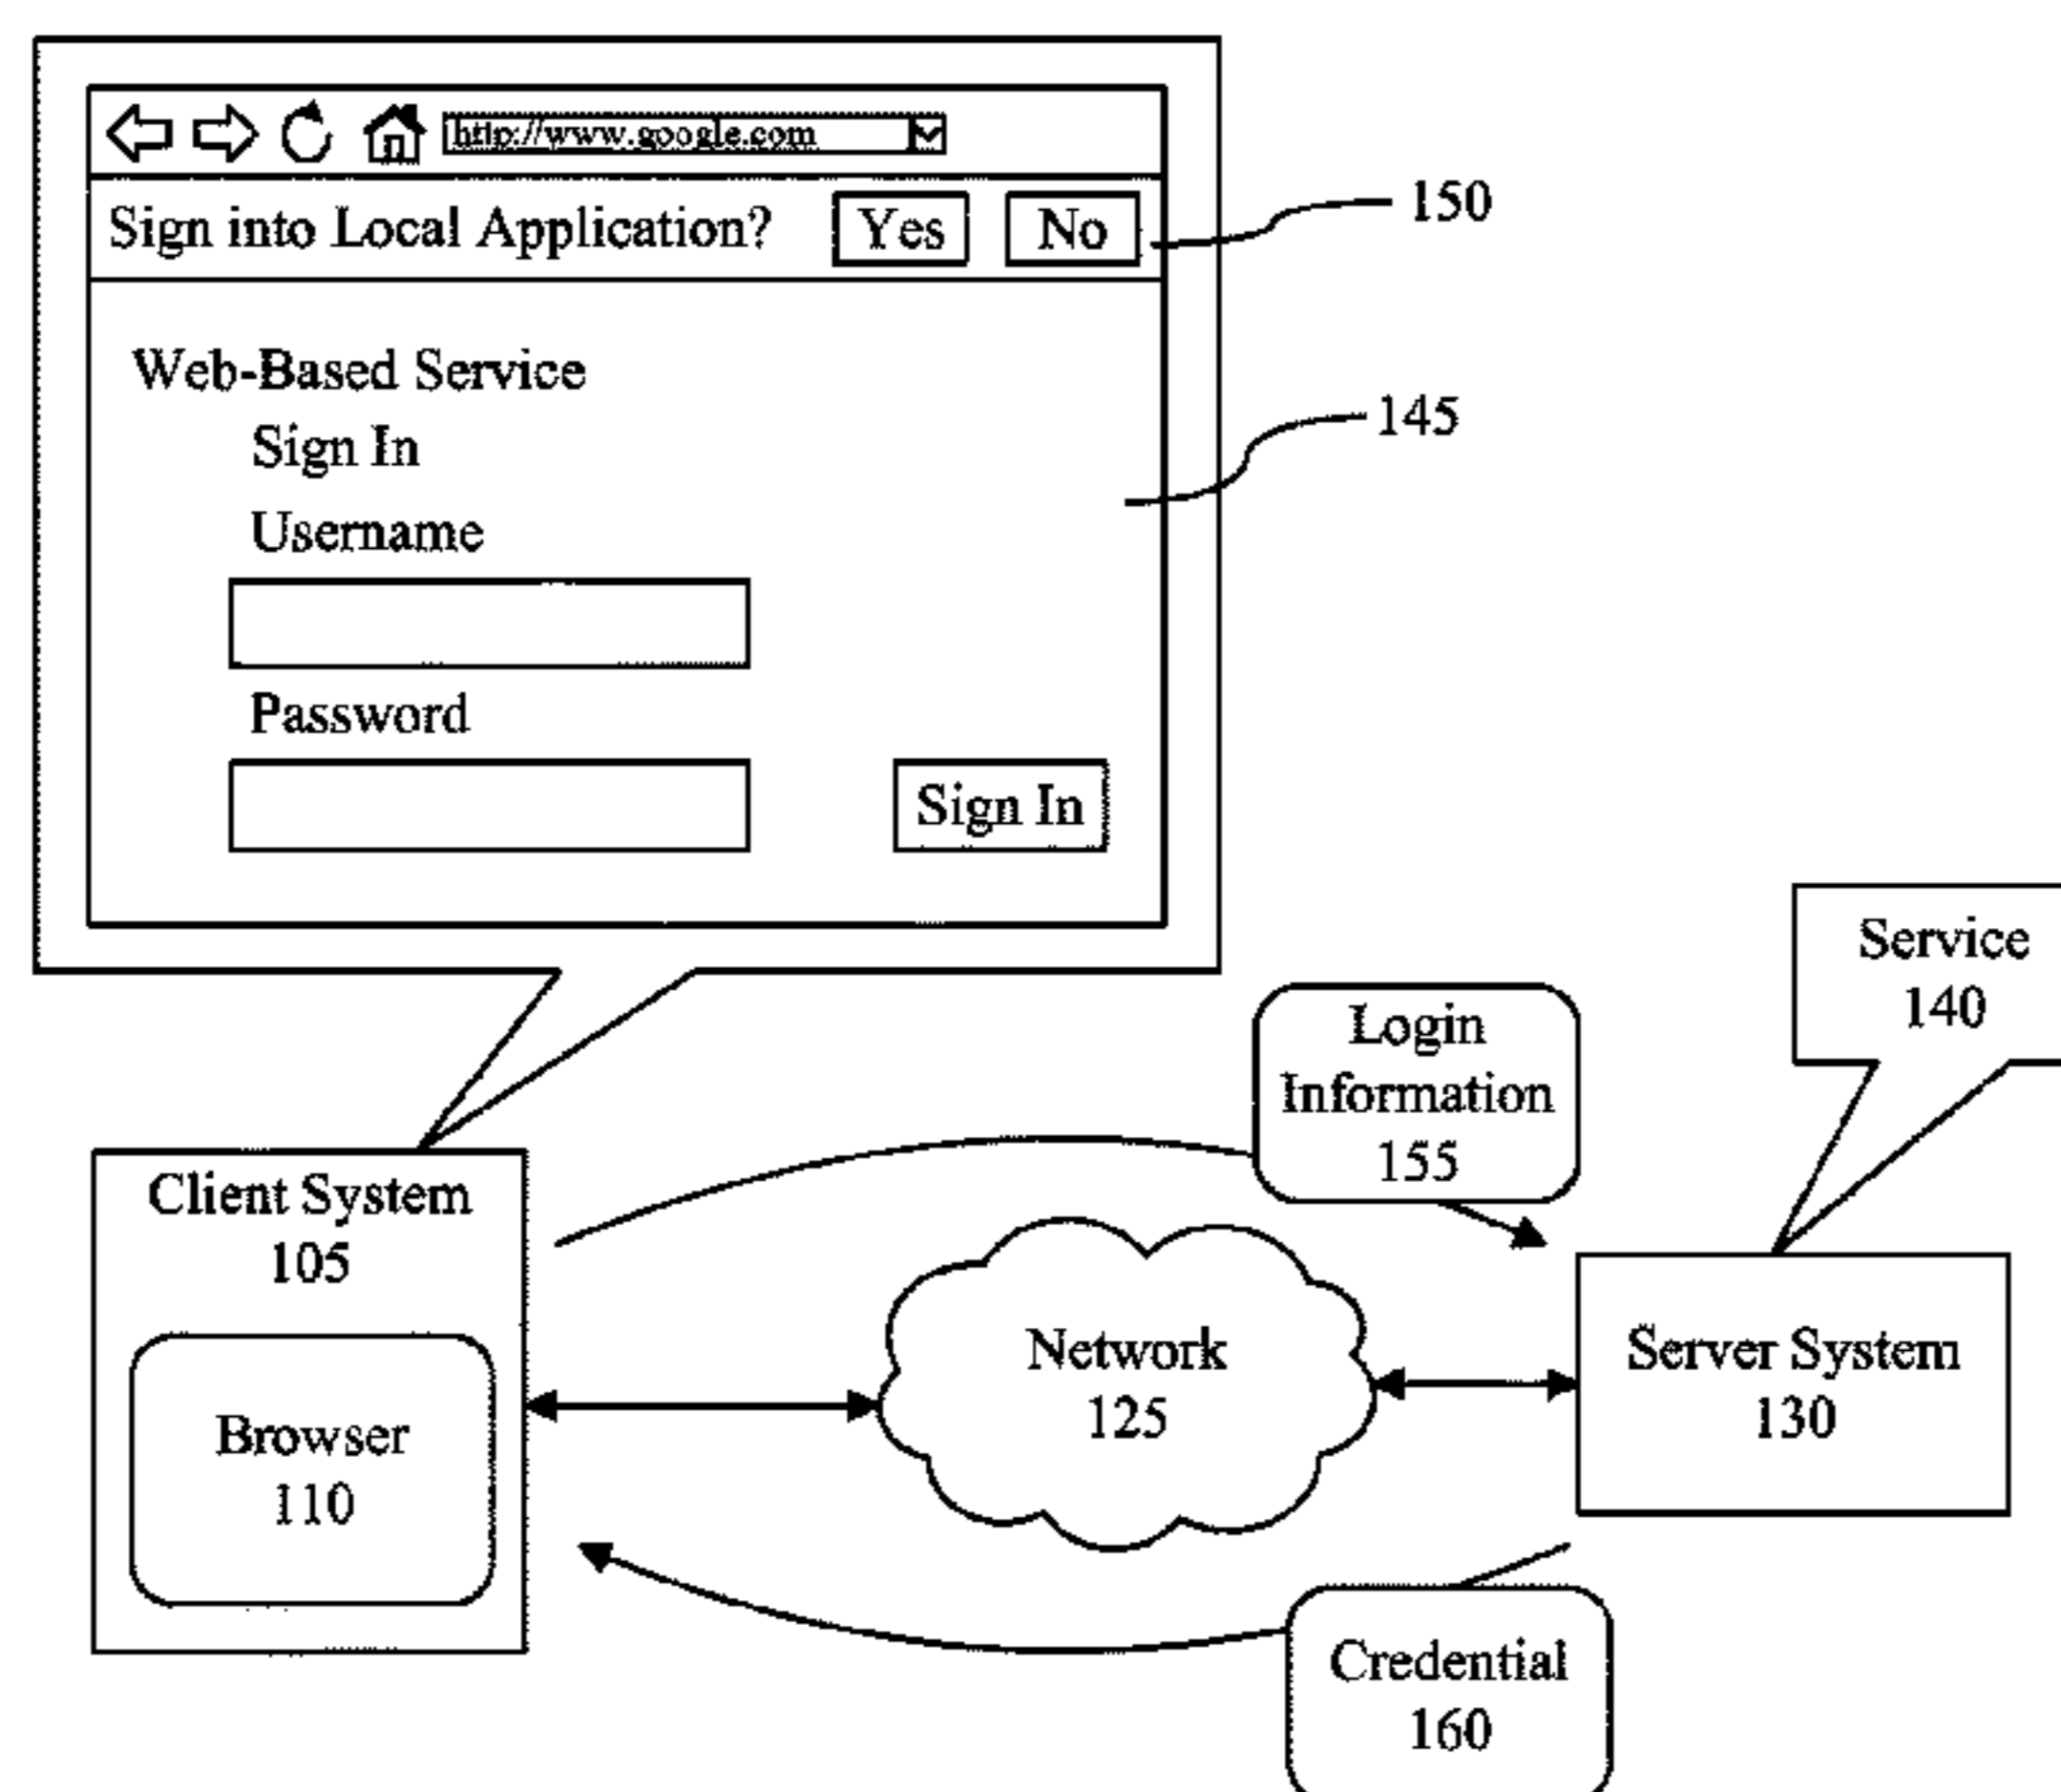 http://www.google.com
Sign into Local Application? Yes No
150
Web-Based Service
145
Sign In
Username
Password
Sign In
Service
140
Login
Information
155
Client System
105
Browser
110
Network
125
Server System
130
Credential
160